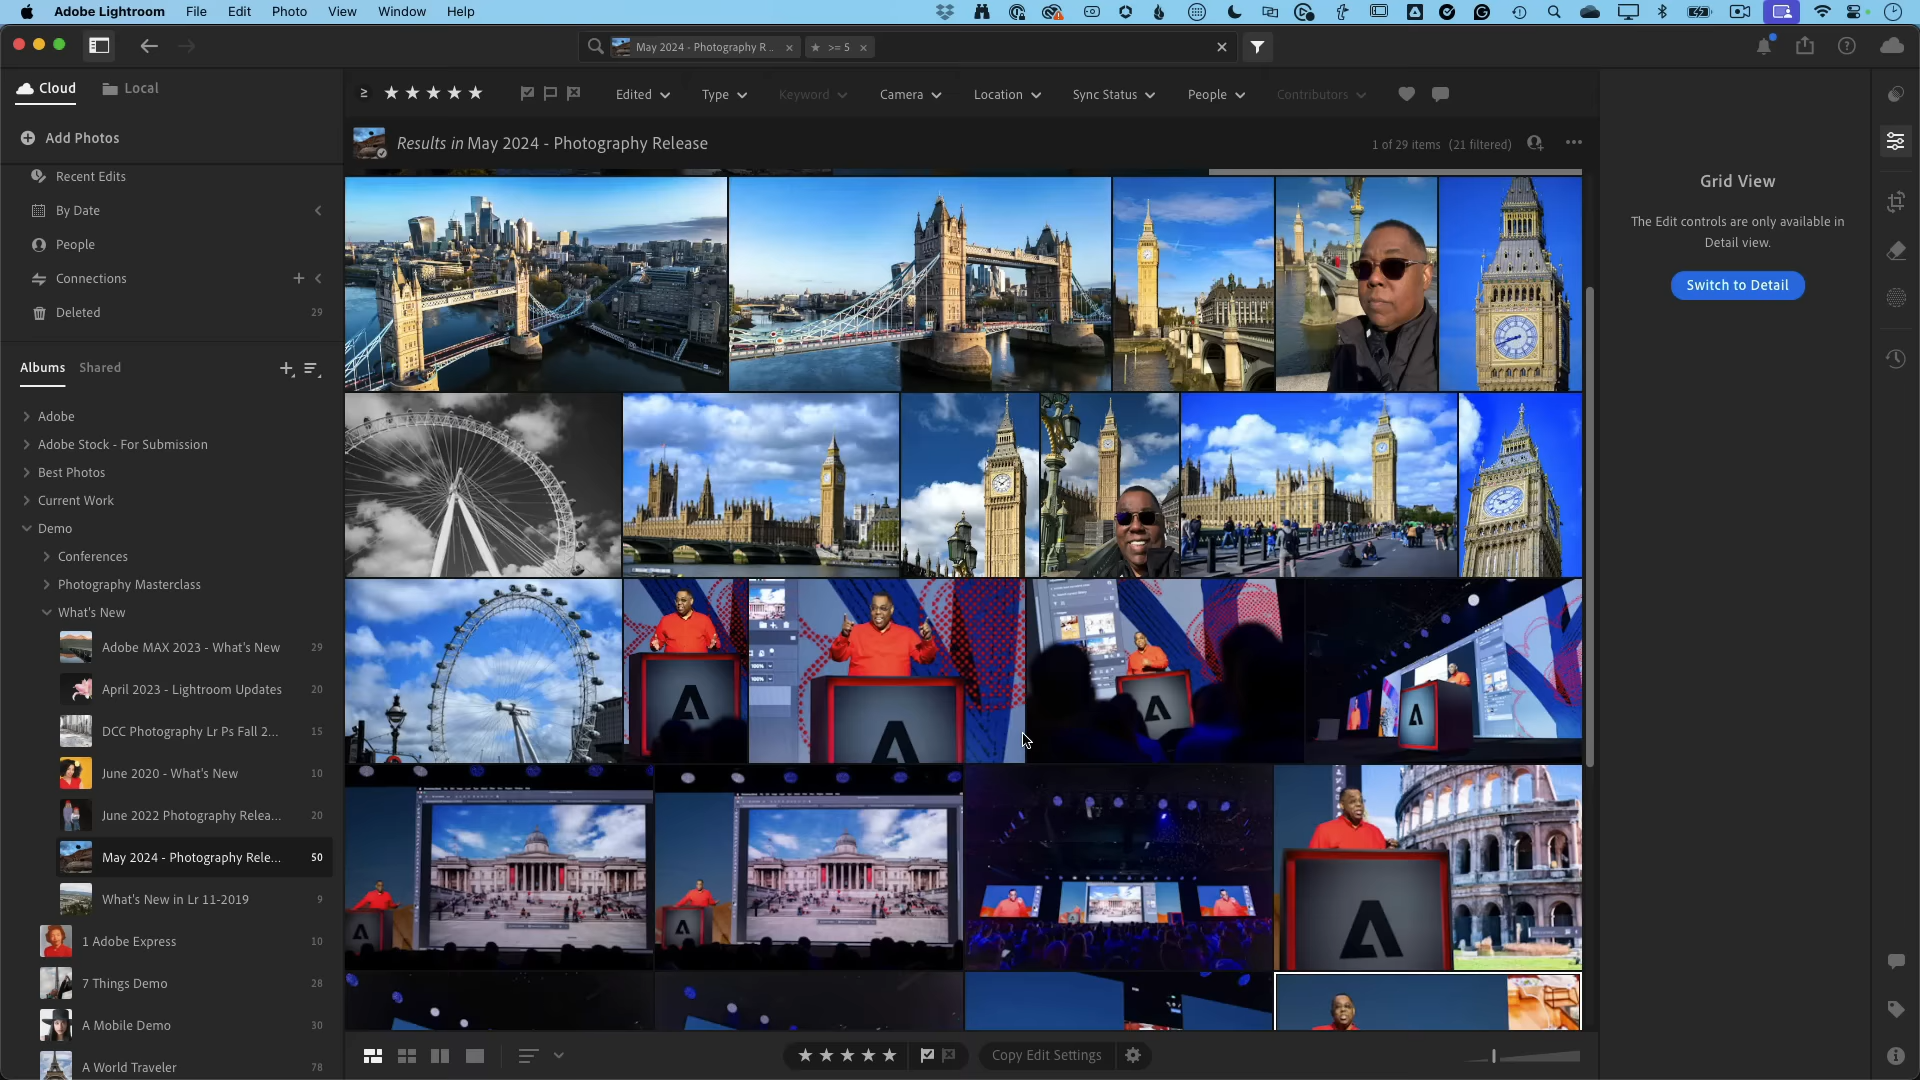 Adobe Lightroom File Edit Photo View Window Help
May 2024 - Photography R .. >= 5
Cloud Local
Edited Type Keyword Camera Location Sync Status People Contributors
Add Photos
Results in May 2024 - Photography Release
1 of 29 items (21 filtered)
Recent Edits
By Date
People
Connections
Deleted 29
Albums Shared
Adobe
Adobe Stock - For Submission
Best Photos
Current Work
Demo
Conferences
Photography Masterclass
What's New
Adobe MAX 2023 - What's New 29
April 2023 - Lightroom Updates 20
DCC Photography Lr Ps Fall 2... 15
June 2020 - What's New 10
June 2022 Photography Relea... 20
May 2024 - Photography Rele... 50
What's New in Lr 11-2019 9
1 Adobe Express 10
7 Things Demo 28
A Mobile Demo 30
A World Traveler 78
Grid View
The Edit controls are only available in
Detail view.
Switch to Detail
Copy Edit Settings